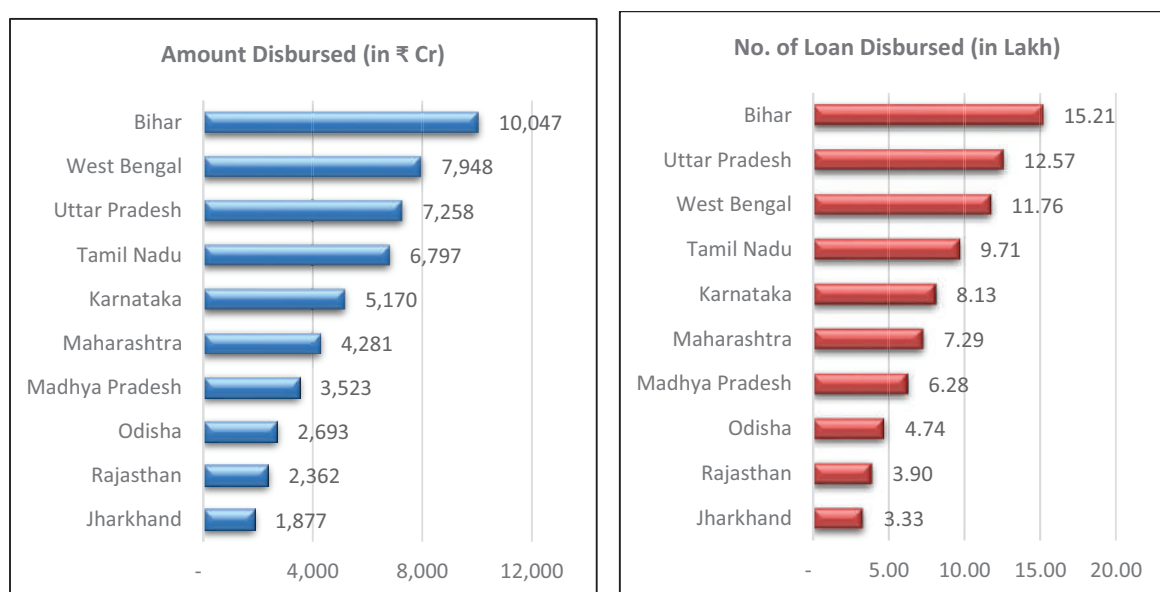 Amount Disbursed (in ₹ Cr)
Bihar 10,047
West Bengal 7,948
Uttar Pradesh 7,258
Tamil Nadu 6,797
Karnataka 5,170
Maharashtra 4,281
Madhya Pradesh 3,523
Odisha 2,693
Rajasthan 2,362
Jharkhand 1,877
- 4,000 8,000 12,000
No. of Loan Disbursed (in Lakh)
Bihar 15.21
Uttar Pradesh 12.57
West Bengal 11.76
Tamil Nadu 9.71
Karnataka 8.13
Maharashtra 7.29
Madhya Pradesh 6.28
Odisha 4.74
Rajasthan 3.90
Jharkhand 3.33
- 5.00 10.00 15.00 20.00